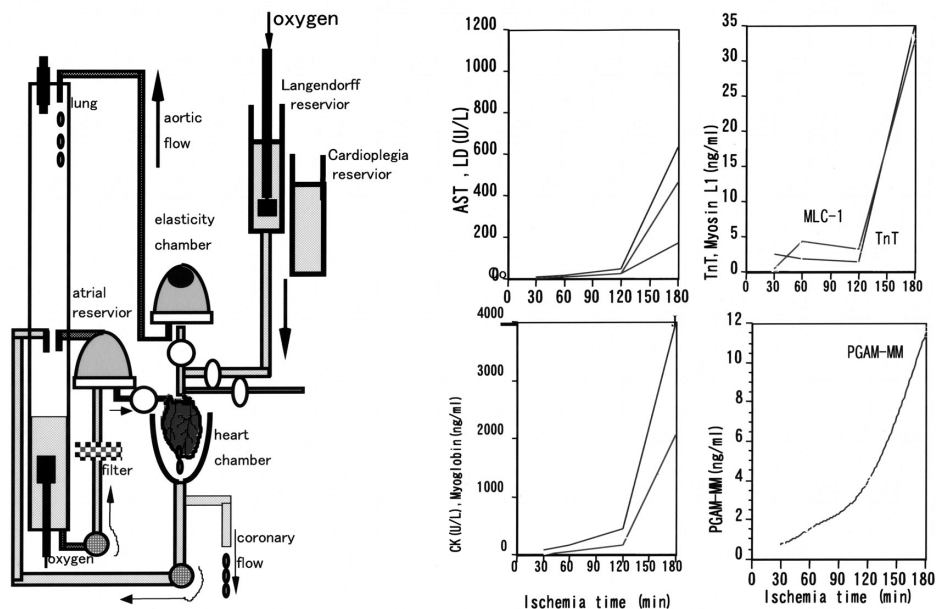 oxygen
Langendorff
reservior
lung
aortic
flow
Cardioplegia
reservior
elasticity
chamber
atrial
reservior
heart
chamber
filter
coronary
flow
oxygen
AST , LD (U/L)
1200
1000
800
600
400
200
0
0 30 60 90 120 150 180
TnT, Myosin L1 (ng/ml)
35
30
25
20
15
10
5
0
MLC-1
TnT
0 30 60 90 120 150 180
CK (U/L). Myoglobin (ng/ml)
4000
3000
2000
1000
0
0 30 60 90 120 150 180
Ischemia time (min)
PGAM-MM (ng/ml)
12
10
8
6
4
2
0
PGAM-MM
0 30 60 90 120 150 180
Ischemia time (min)